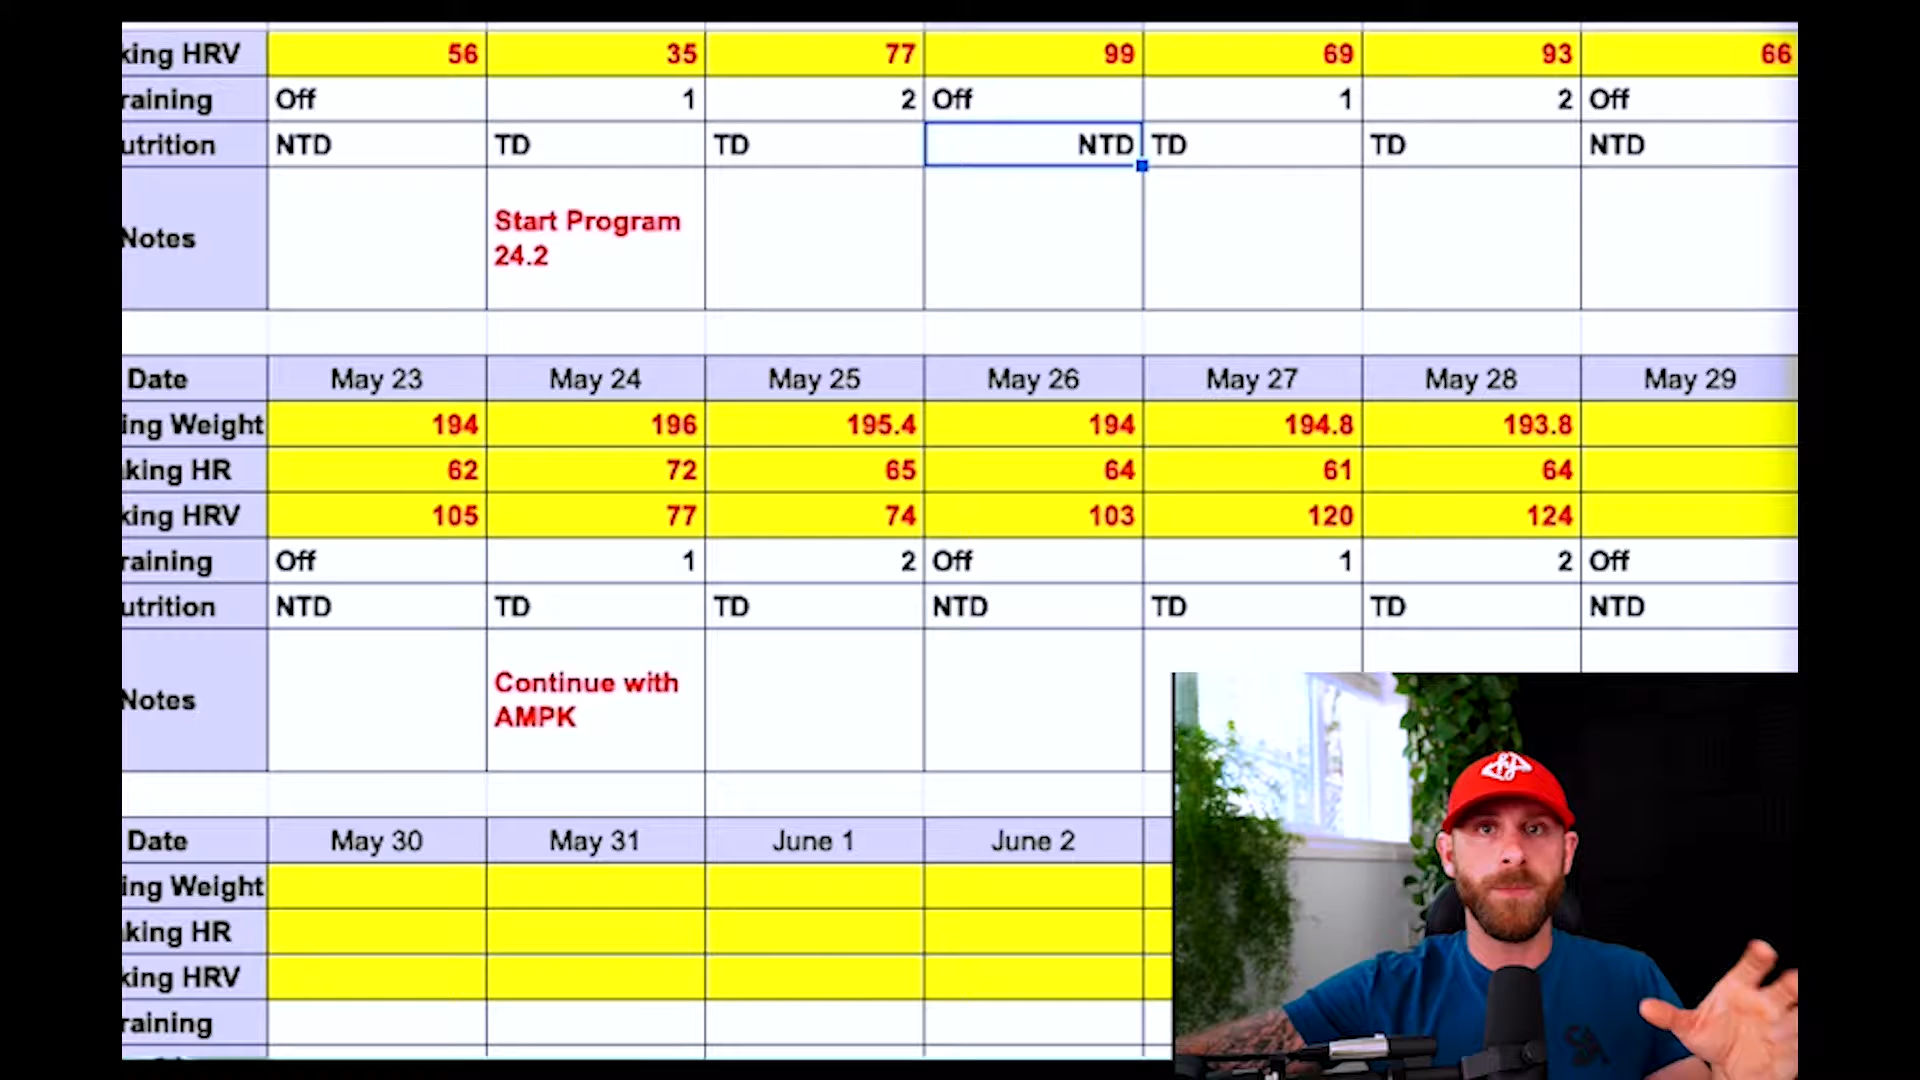 king HRV 56 35 77 99 69 93 66
raining Off 1 2 Off 1 2 Off
utrition NTD TD TD NTD TD TD NTD
Notes
Start Program
24.2
Date May 23 May 24 May 25 May 26 May 27 May 28 May 29
ing Weight 194 196 195.4 194 194.8 193.8
king HR 62 72 65 64 61 64
king HRV 105 77 74 103 120 124
raining Off 1 2 Off 1 2 Off
utrition NTD TD TD NTD TD TD NTD
Notes
Continue with
AMPK
Date May 30 May 31 June 1 June 2
ing Weight
king HR
king HRV
raining